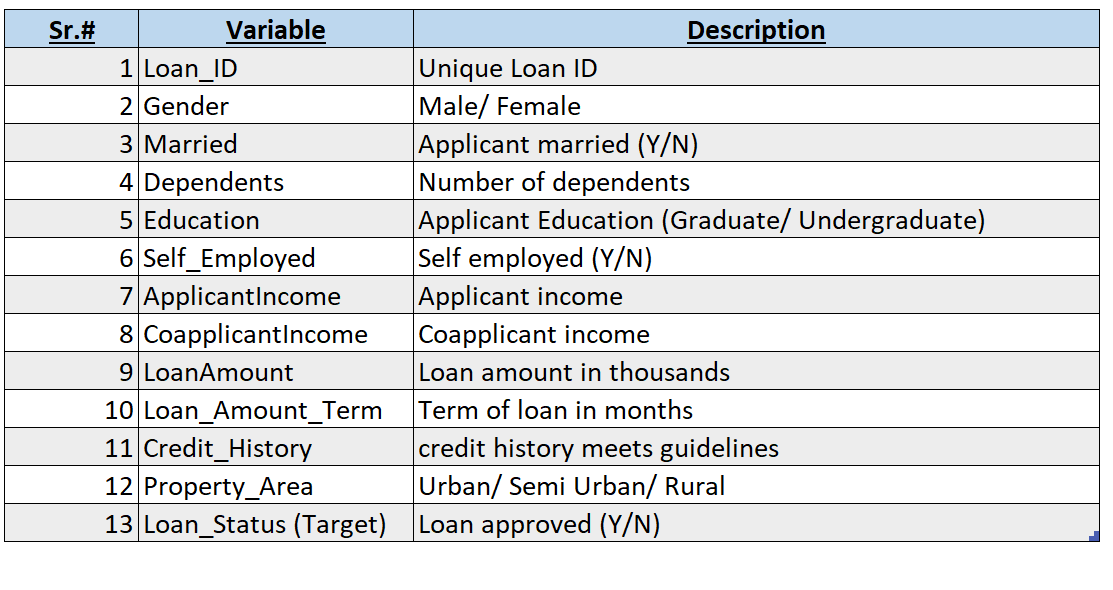 Sr.# Variable Description
1 Loan_ID Unique Loan ID
2 Gender Male/ Female
3 Married Applicant married (Y/N)
4 Dependents Number of dependents
5 Education Applicant Education (Graduate/ Undergraduate)
6 Self_Employed Self employed (Y/N)
7 ApplicantIncome Applicant income
8 CoapplicantIncome Coapplicant income
9 LoanAmount Loan amount in thousands
10 Loan_Amount_Term Term of loan in months
11 Credit_History credit history meets guidelines
12 Property_Area Urban/ Semi Urban/ Rural
13 Loan_Status (Target) Loan approved (Y/N)